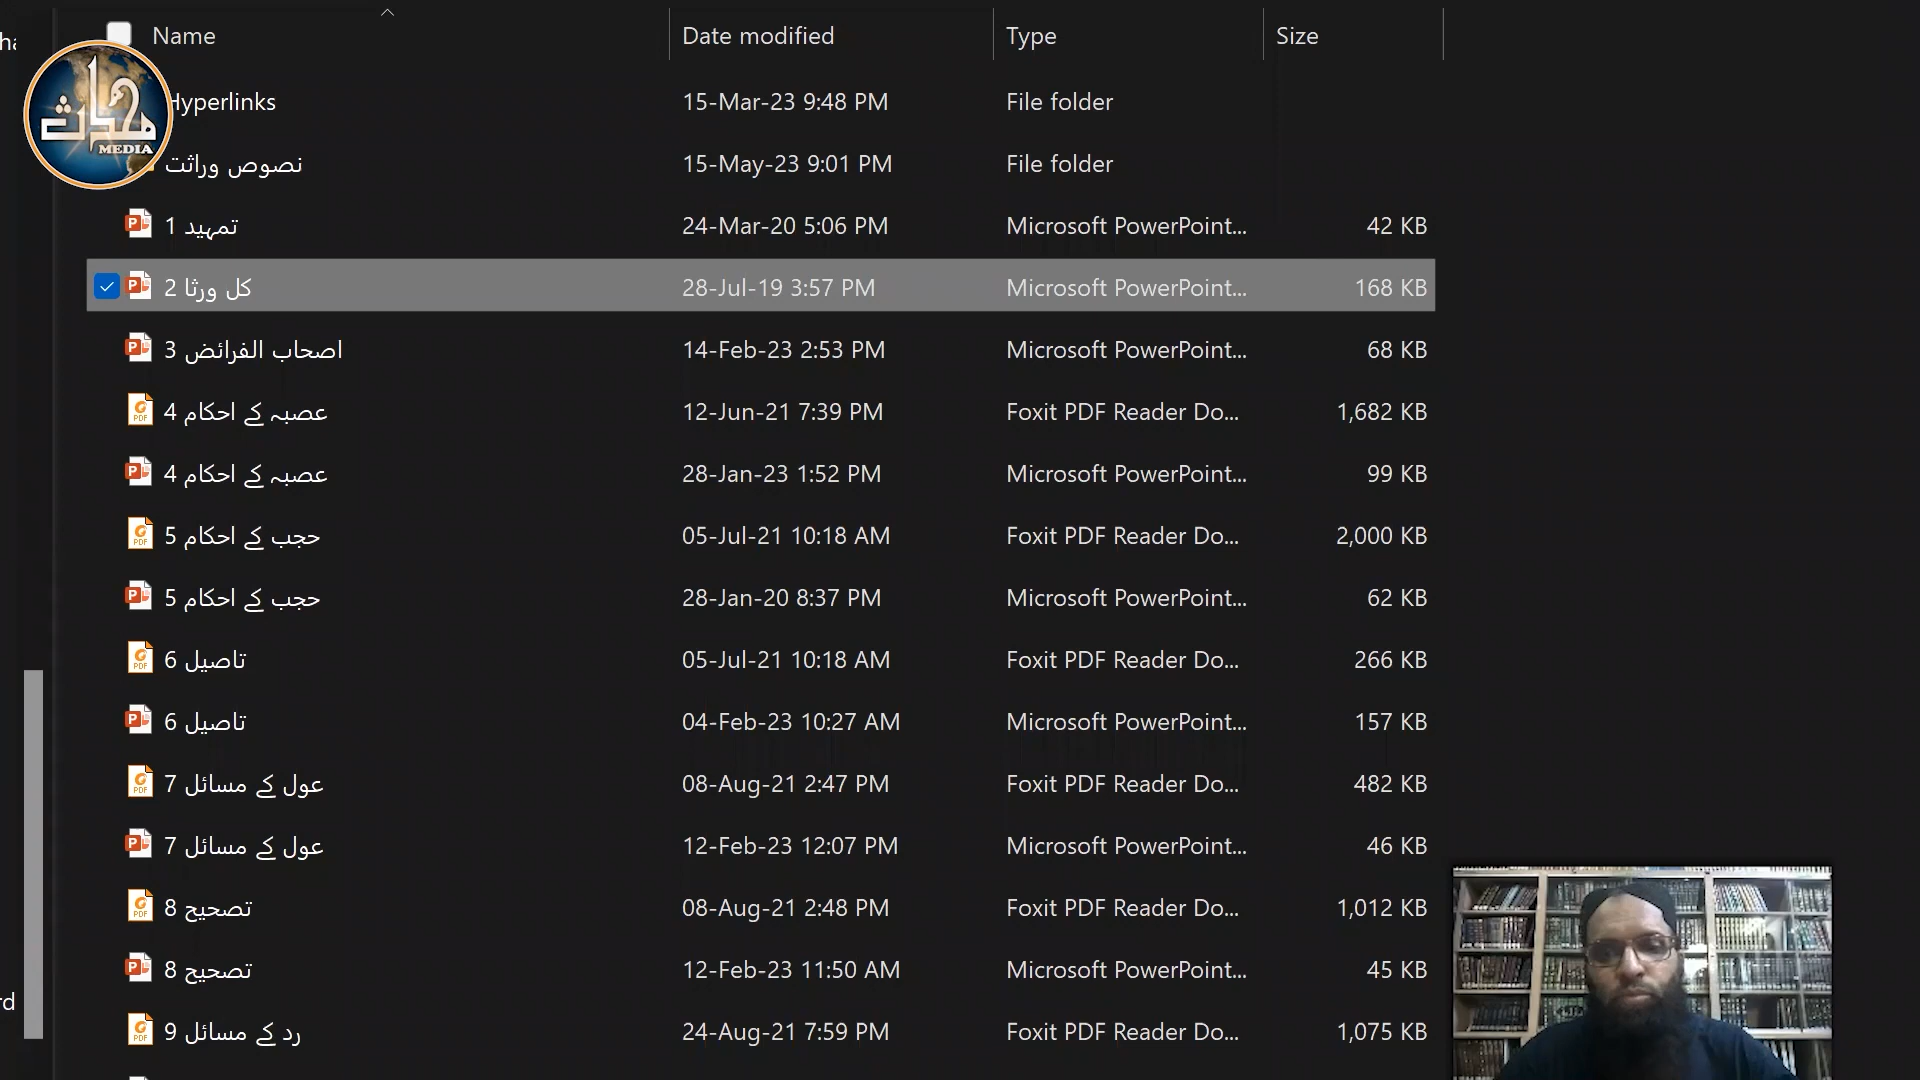 Name Date modified Type Size
محدث
MEDIA
Hyperlinks 15-Mar-23 9:48 PM File folder
نصوص وراثت 15-May-23 9:01 PM File folder
1 تمہید 24-Mar-20 5:06 PM Microsoft PowerPoint... 42 KB
2 کل ورثا 28-Jul-19 3:57 PM Microsoft PowerPoint... 168 KB
3 اصحاب الفرائض 14-Feb-23 2:53 PM Microsoft PowerPoint... 68 KB
4 عصبہ کے احکام 12-Jun-21 7:39 PM Foxit PDF Reader Do... 1,682 KB
4 عصبہ کے احکام 28-Jan-23 1:52 PM Microsoft PowerPoint... 99 KB
5 حجب کے احکام 05-Jul-21 10:18 AM Foxit PDF Reader Do... 2,000 KB
5 حجب کے احکام 28-Jan-20 8:37 PM Microsoft PowerPoint... 62 KB
6 تاصیل 05-Jul-21 10:18 AM Foxit PDF Reader Do... 266 KB
6 تاصیل 04-Feb-23 10:27 AM Microsoft PowerPoint... 157 KB
7 عول کے مسائل 08-Aug-21 2:47 PM Foxit PDF Reader Do... 482 KB
7 عول کے مسائل 12-Feb-23 12:07 PM Microsoft PowerPoint... 46 KB
8 تصحیح 08-Aug-21 2:48 PM Foxit PDF Reader Do... 1,012 KB
8 تصحیح 12-Feb-23 11:50 AM Microsoft PowerPoint... 45 KB
9 رد کے مسائل 24-Aug-21 7:59 PM Foxit PDF Reader Do... 1,075 KB